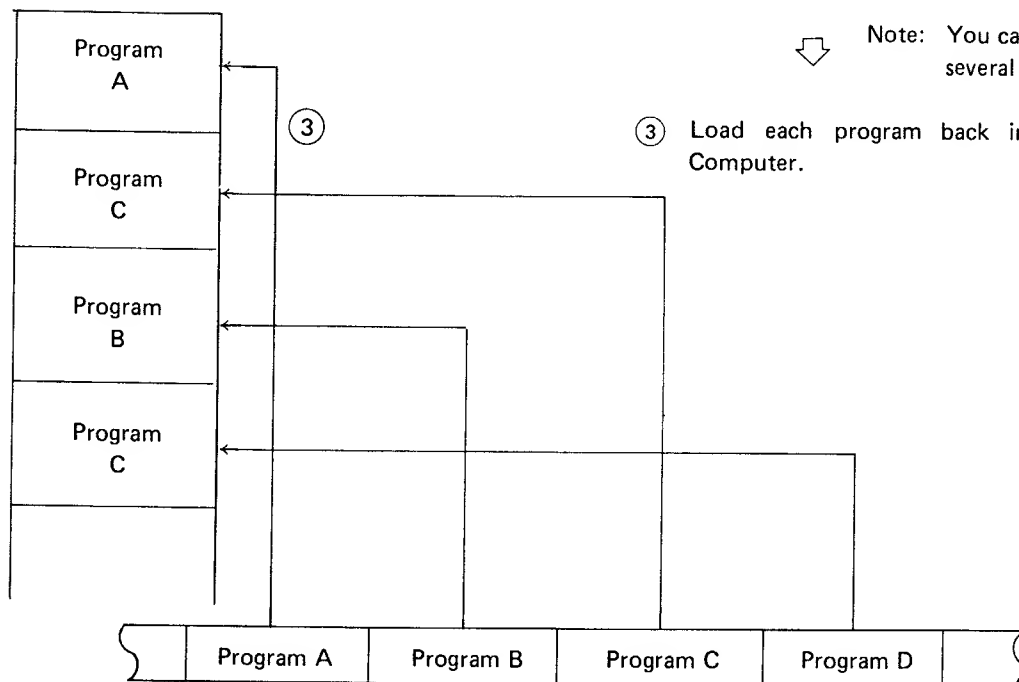 Program
A
Note: You ca
several
③
③ Load each program back i
Computer.
Program
C
Program
B
Program
C
Program A
Program B
Program C
Program D